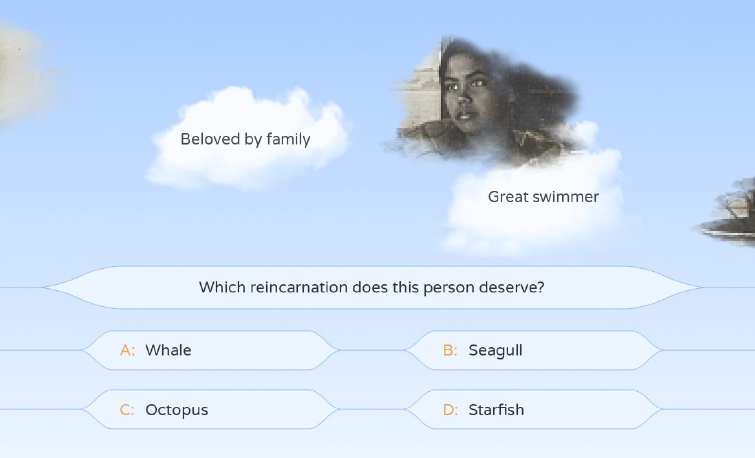 Beloved by family
Great swimmer
Which reincarnation does this person deserve?
A: Whale
B: Seagull
C: Octopus
D: Starfish